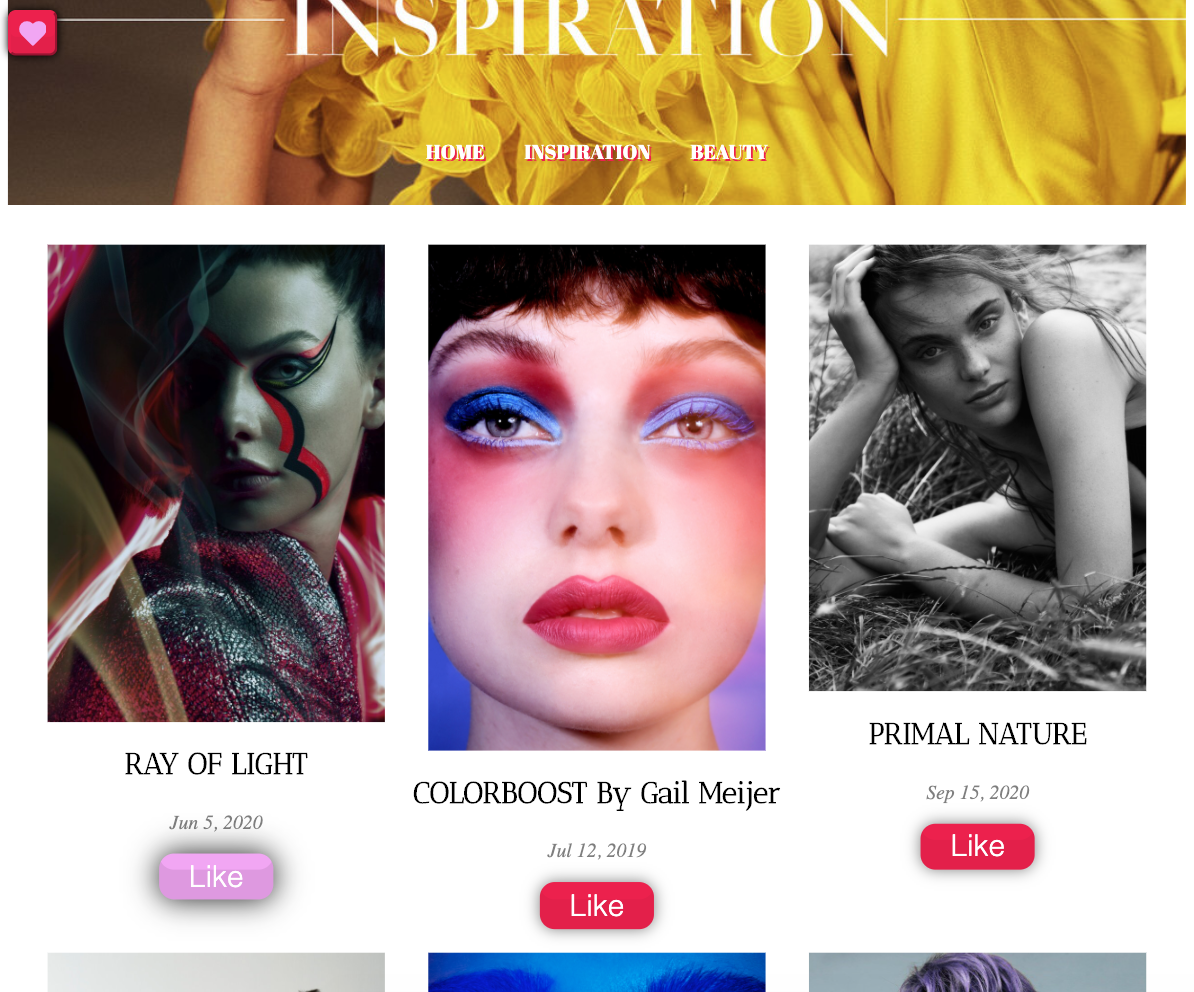 INSPIRATION
HOME INSPIRATION BEAUTY
RAY OF LIGHT
Jun 5, 2020
Like
COLORBOOST By Gail Meijer
Jul 12, 2019
Like
PRIMAL NATURE
Sep 15, 2020
Like